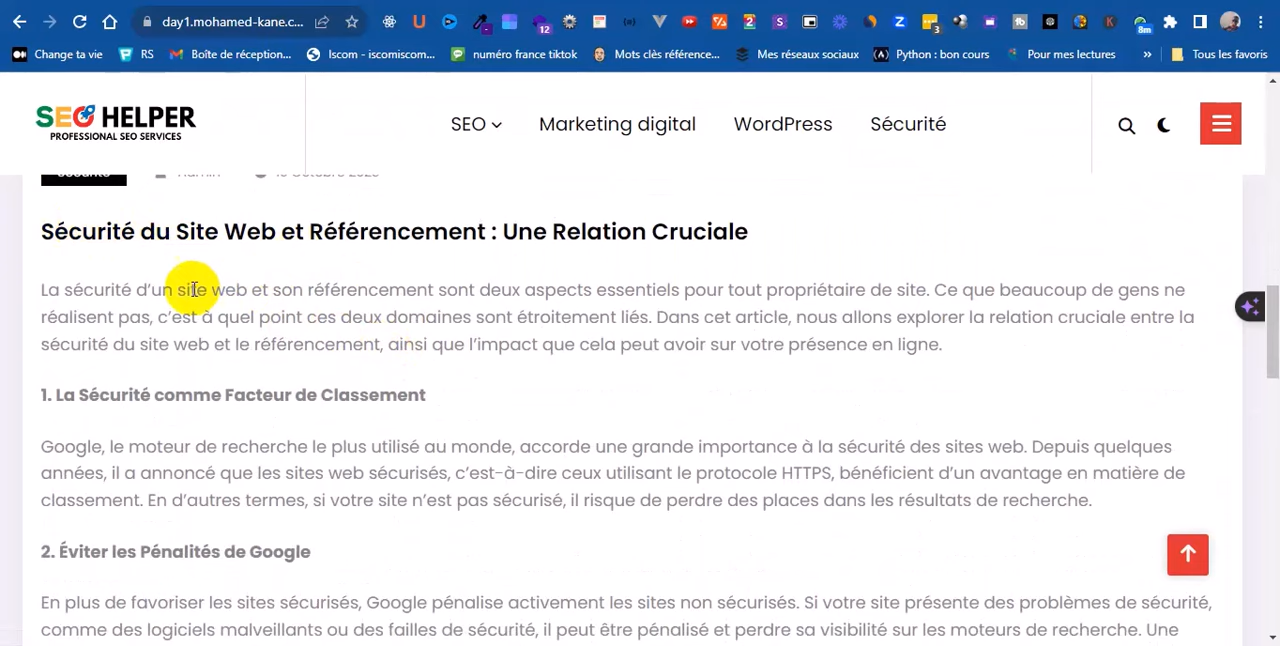 day1.mohamed-kane.c...
12
2
3
8m
Change ta vie
RS
Boîte de réception...
Iscom - iscomiscom...
numéro france tiktok
Mots clés référence...
Mes réseaux sociaux
Python : bon cours
Pour mes lectures
»
Tous les favoris
SEO HELPER
PROFESSIONAL SEO SERVICES
SEO
Marketing digital
WordPress
Sécurité
Sécurité du Site Web et Référencement : Une Relation Cruciale
La sécurité d’un site web et son référencement sont deux aspects essentiels pour tout propriétaire de site. Ce que beaucoup de gens ne
réalisent pas, c’est à quel point ces deux domaines sont étroitement liés. Dans cet article, nous allons explorer la relation cruciale entre la
sécurité du site web et le référencement, ainsi que l’impact que cela peut avoir sur votre présence en ligne.
1. La Sécurité comme Facteur de Classement
Google, le moteur de recherche le plus utilisé au monde, accorde une grande importance à la sécurité des sites web. Depuis quelques
années, il a annoncé que les sites web sécurisés, c’est-à-dire ceux utilisant le protocole HTTPS, bénéficient d’un avantage en matière de
classement. En d’autres termes, si votre site n’est pas sécurisé, il risque de perdre des places dans les résultats de recherche.
2. Éviter les Pénalités de Google
En plus de favoriser les sites sécurisés, Google pénalise activement les sites non sécurisés. Si votre site présente des problèmes de sécurité,
comme des logiciels malveillants ou des failles de sécurité, il peut être pénalisé et perdre sa visibilité sur les moteurs de recherche. Une